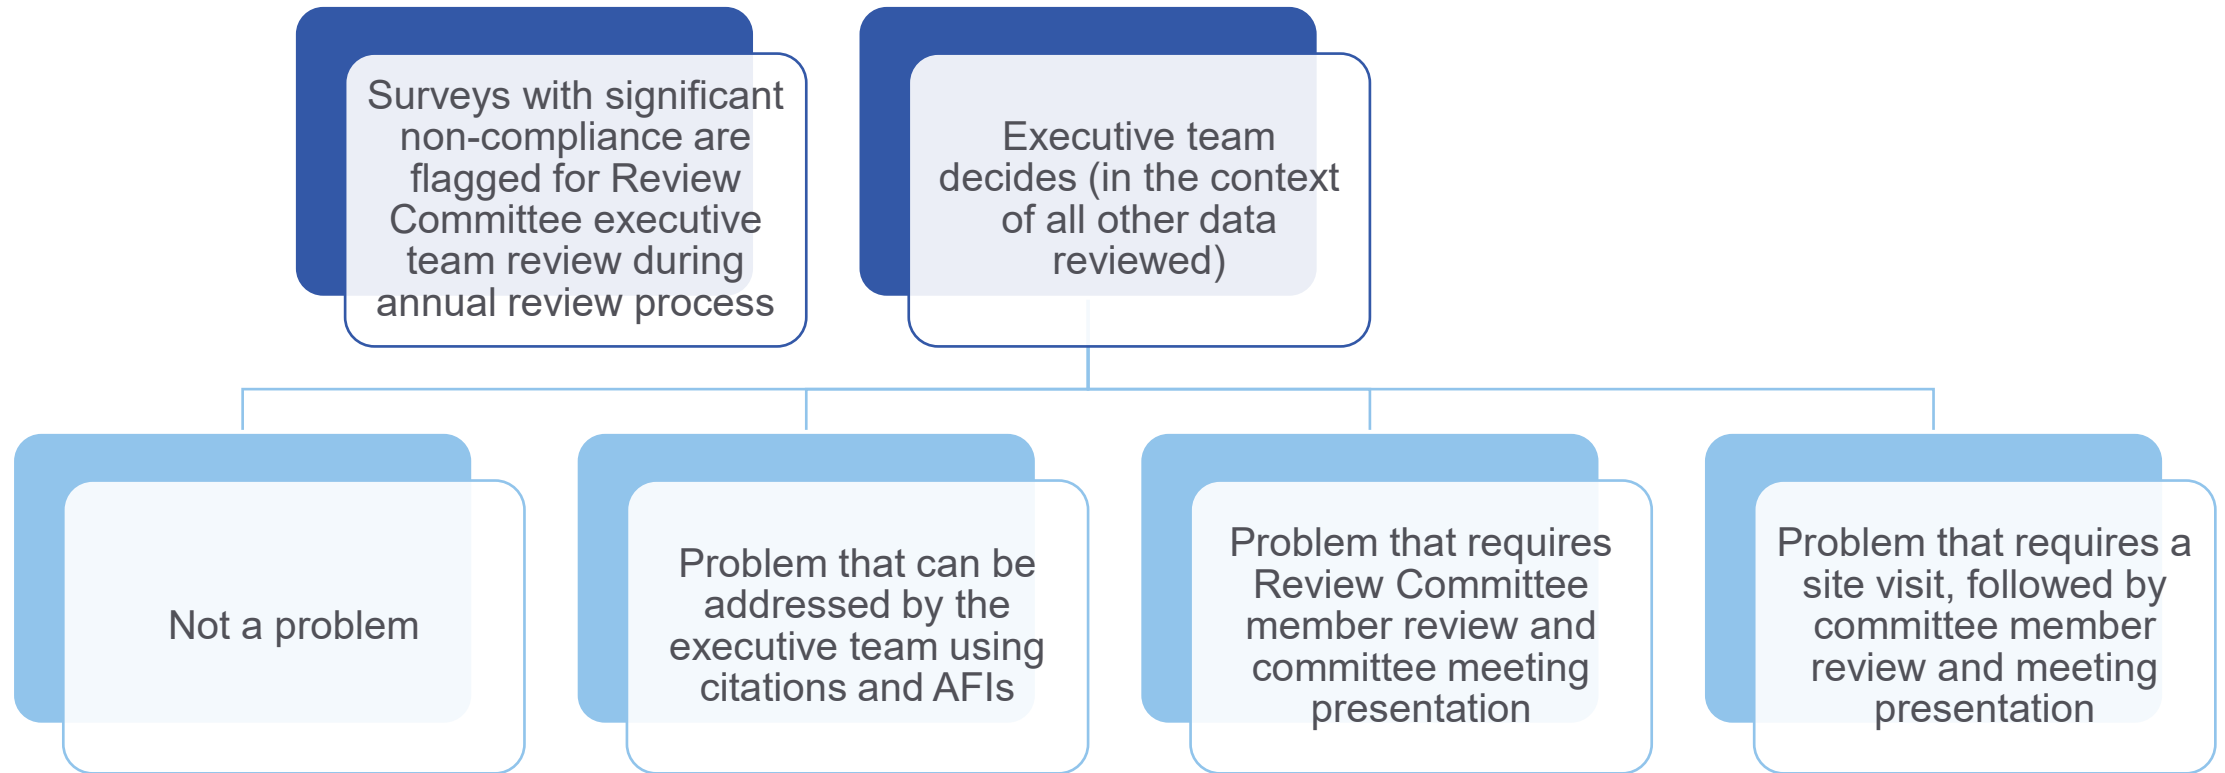 Surveys with significant
non-compliance are
flagged for Review
Committee executive
team review during
annual review process
Executive team
decides (in the context
of all other data
reviewed)
Not a problem
Problem that can be
addressed by the
executive team using
citations and AFIs
Problem that requires
Review Committee
member review and
committee meeting
presentation
Problem that requires a
site visit, followed by
committee member
review and meeting
presentation